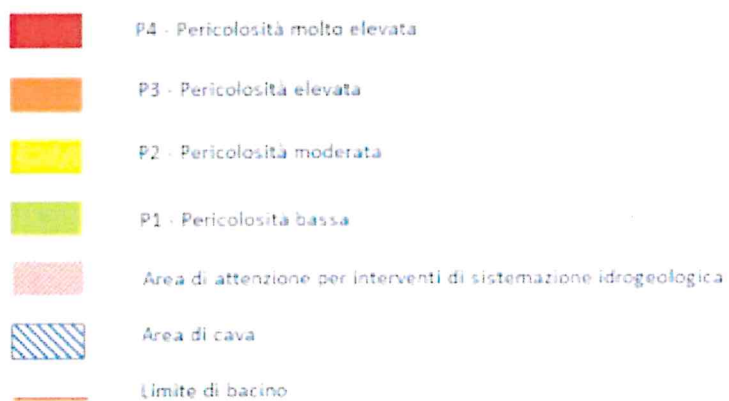 P4 - Pericolosità molto elevata
P3 - Pericolosità elevata
P2 - Pericolosità moderata
P1 - Pericolosità bassa
Area di attenzione per interventi di sistemazione idrogeologica
Area di cava
Limite di bacino